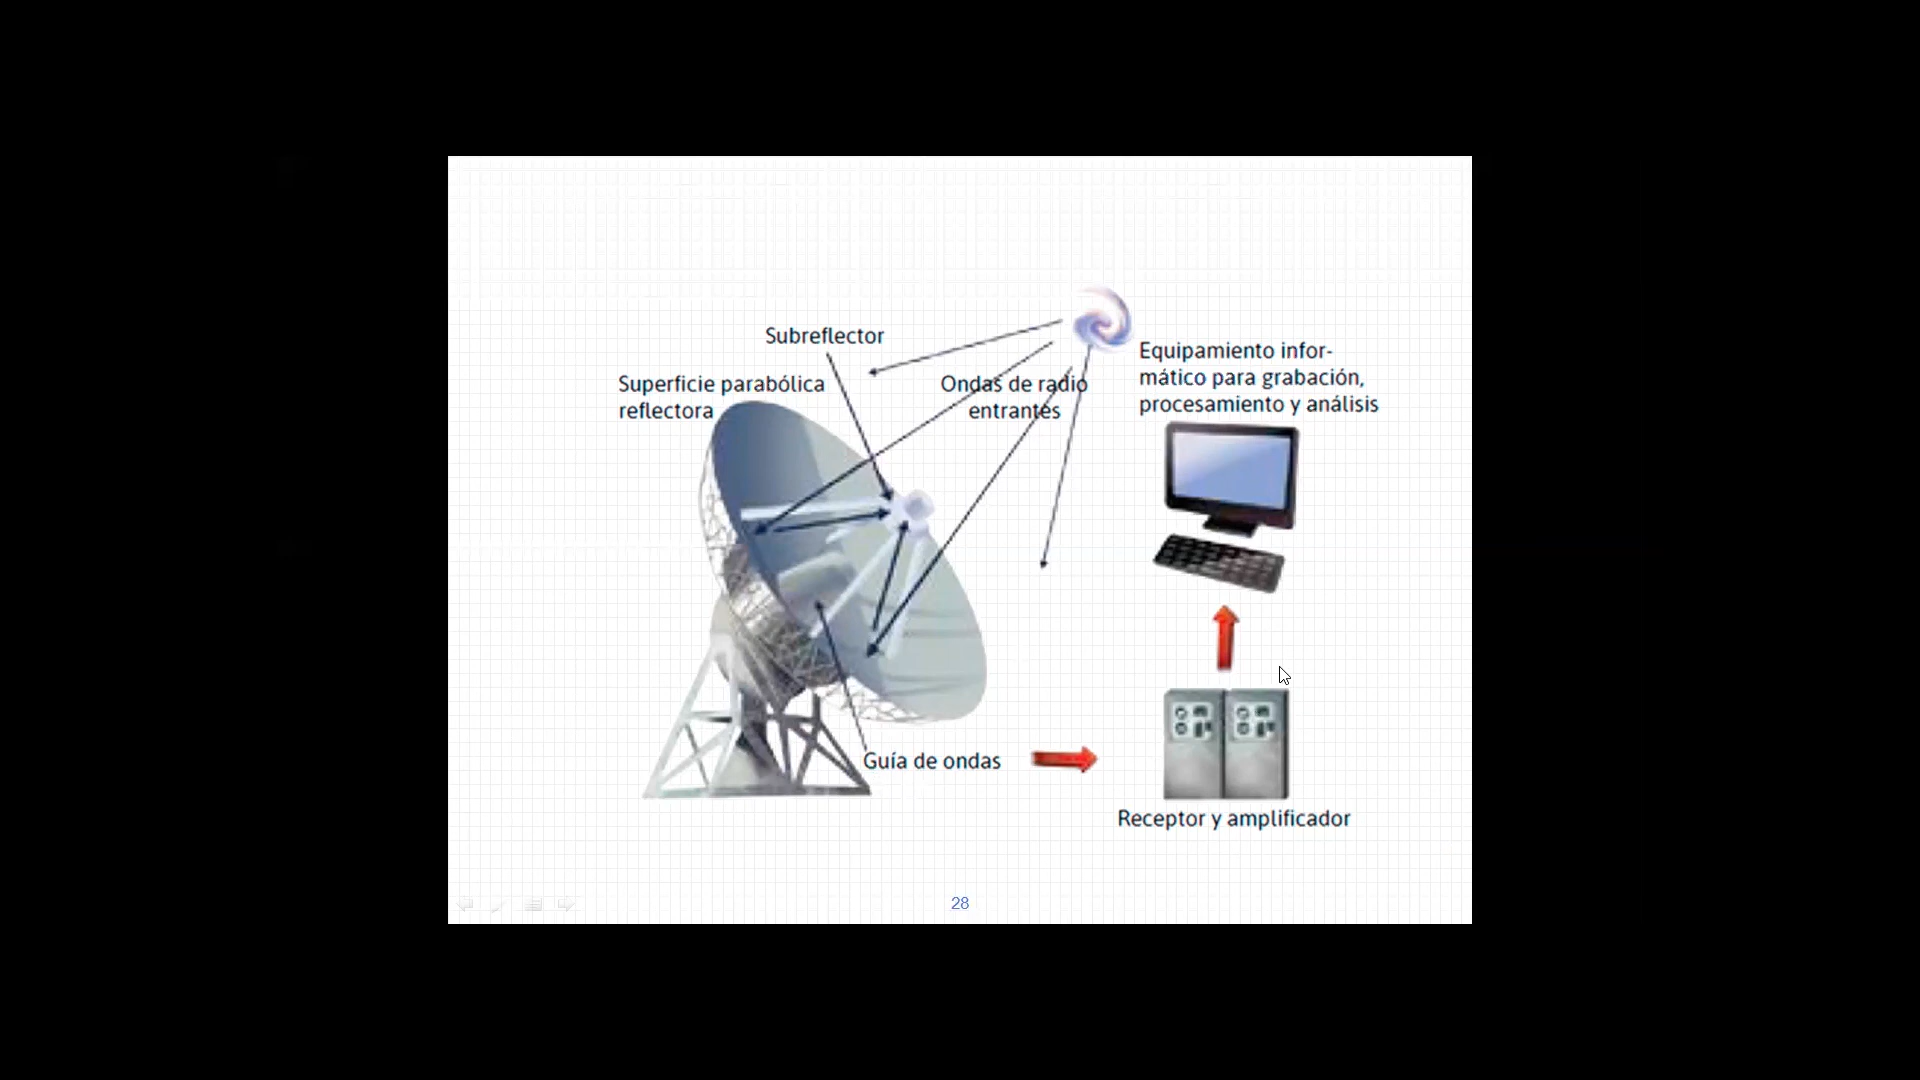 Subreflector
Superficie parabólica
reflectora
Ondas de radio
entrantes
Equipamiento infor-
mático para grabación,
procesamiento y análisis
Guía de ondas
Receptor y amplificador
28